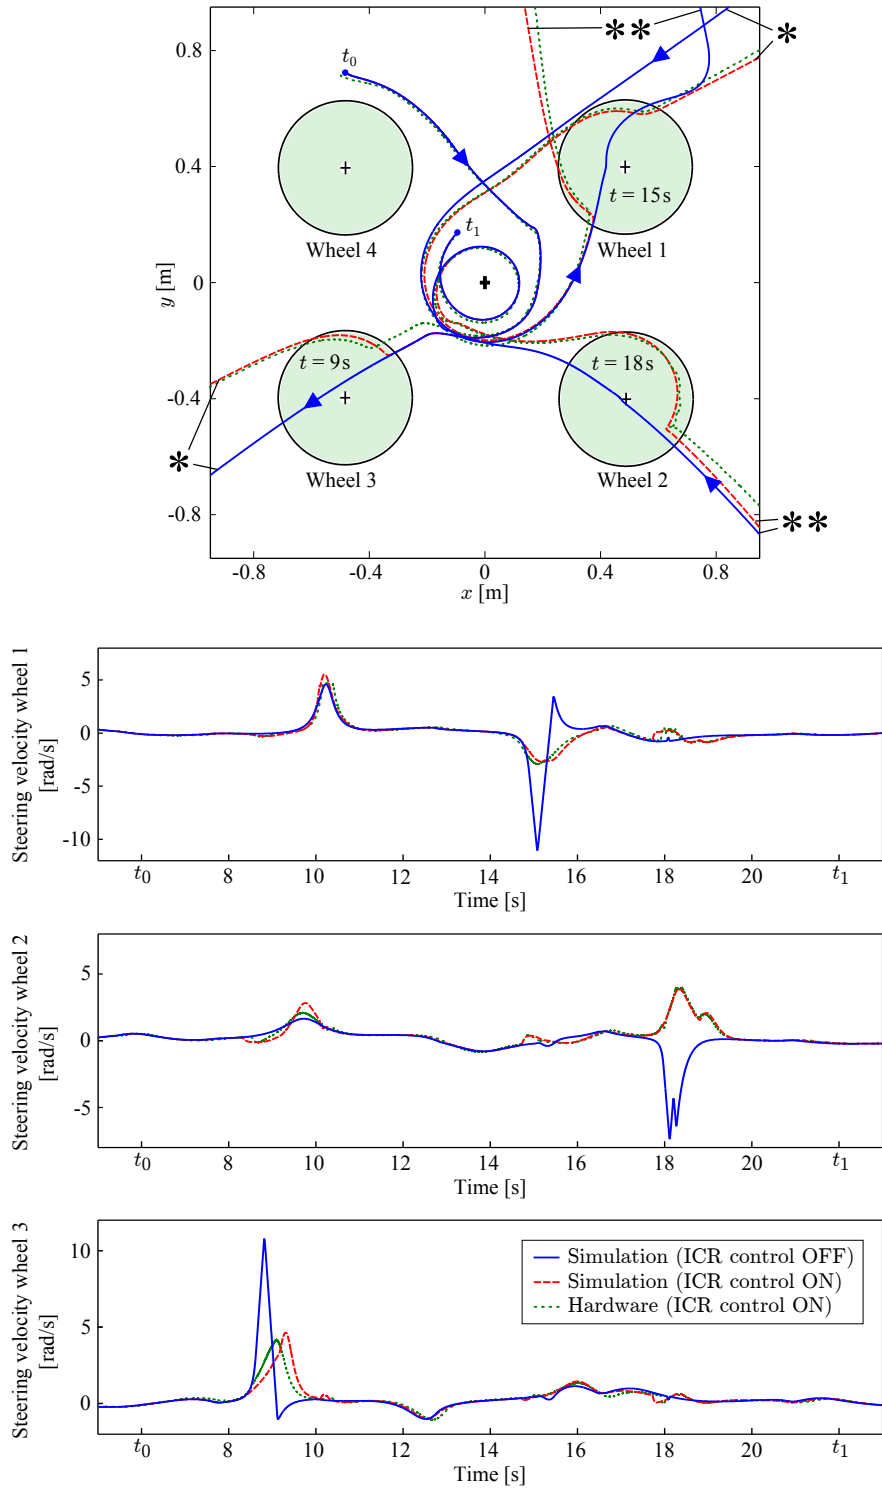 **
*
0.8
t0
0.4
t = 15 s
t1
Wheel 4
Wheel 1
y [m]
0
t = 9 s
t = 18 s
-0.4
*
Wheel 3
Wheel 2
-0.8
**
-0.8 -0.4 0 0.4 0.8
x [m]
Steering velocity wheel 1
[rad/s]
5
0
-5
-10
t0 8 10 12 14 16 18 20 t1
Time [s]
Steering velocity wheel 2
[rad/s]
5
0
-5
t0 8 10 12 14 16 18 20 t1
Time [s]
Steering velocity wheel 3
[rad/s]
10
5
0
Simulation (ICR control OFF)
Simulation (ICR control ON)
Hardware (ICR control ON)
t0 8 10 12 14 16 18 20 t1
Time [s]